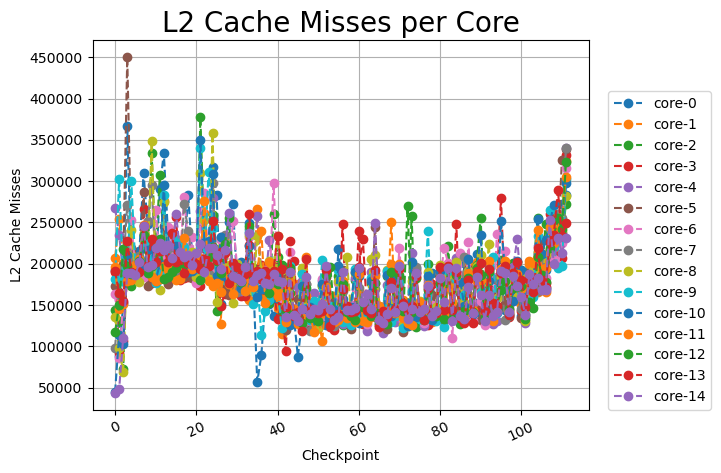 L2 Cache Misses per Core
L2 Cache Misses
450000
400000
350000
300000
250000
200000
150000
100000
50000
0
20
40
60
80
100
Checkpoint
core-0
core-1
core-2
core-3
core-4
core-5
core-6
core-7
core-8
core-9
core-10
core-11
core-12
core-13
core-14